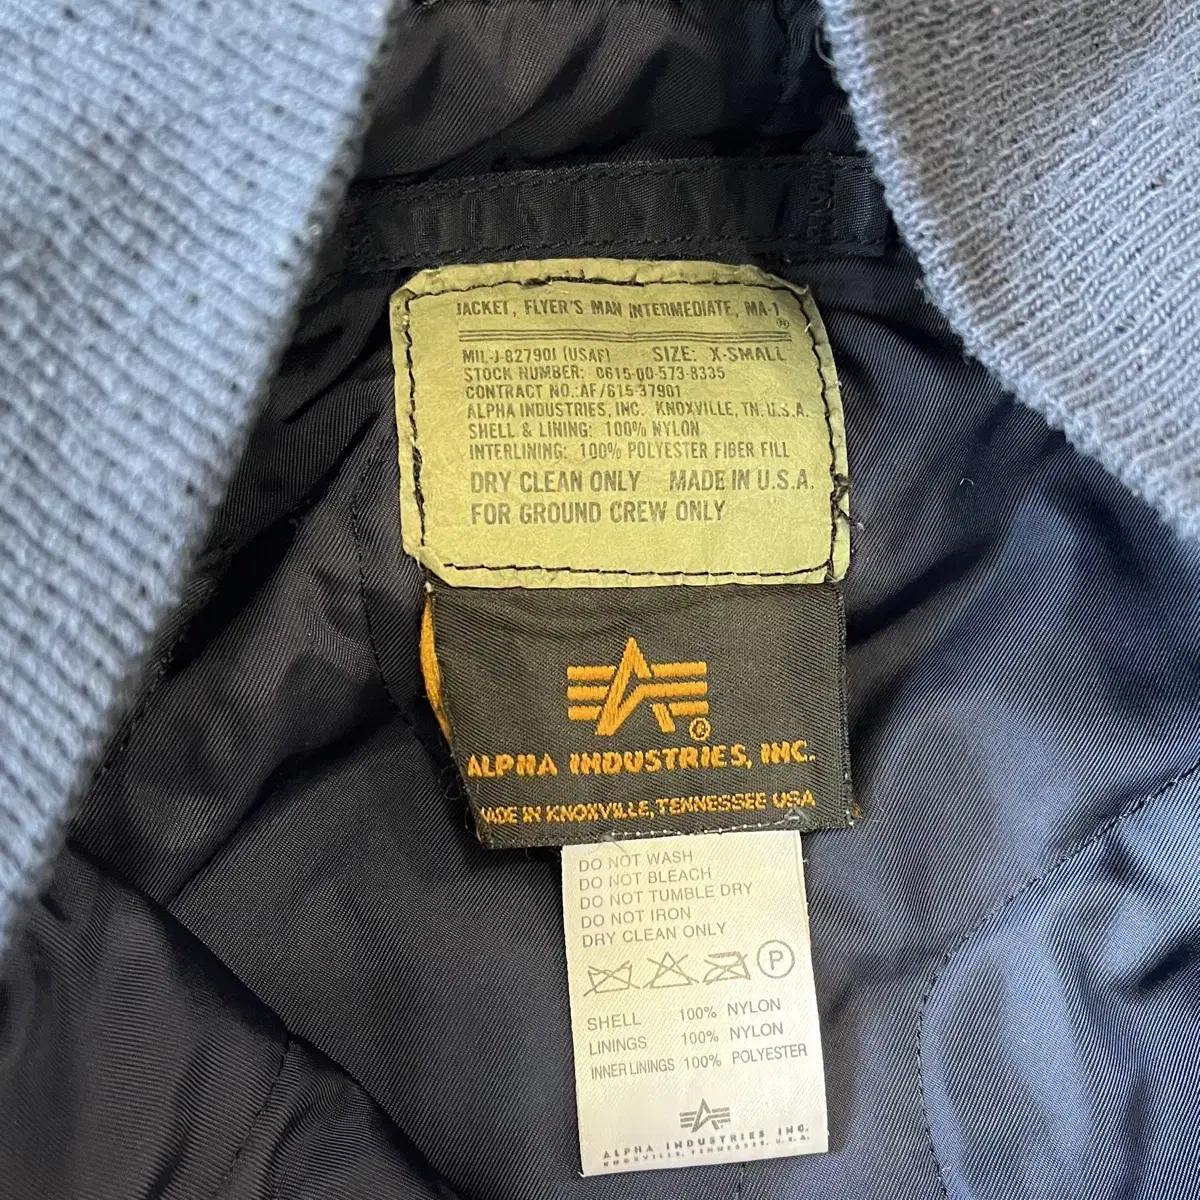 JACKET, FLYER'S MAN INTERMEDIATE, MA-1
®
MIL-J-8279OJ (USAF) SIZE: X-SMALL
STOCK NUMBER: 0615-00-573-8335
CONTRACT NO.:AF/615-37901
ALPHA INDUSTRIES, INC. KNOXVILLE, TN. U.S.A.
SHELL & LINING: 100% NYLON
INTERLINING: 100% POLYESTER FIBER FILL
DRY CLEAN ONLY MADE IN U.S.A.
FOR GROUND CREW ONLY
®
ALPHA INDUSTRIES, INC.
MADE IN KNOXVILLE, TENNESSEE USA
DO NOT WASH
DO NOT BLEACH
DO NOT TUMBLE DRY
DO NOT IRON
DRY CLEAN ONLY
P
SHELL 100% NYLON
LININGS 100% NYLON
INNER LININGS 100% POLYESTER
ALPHA INDUSTRIES INC.
KNOXVILLE, TENNESSEE, U.S.A.